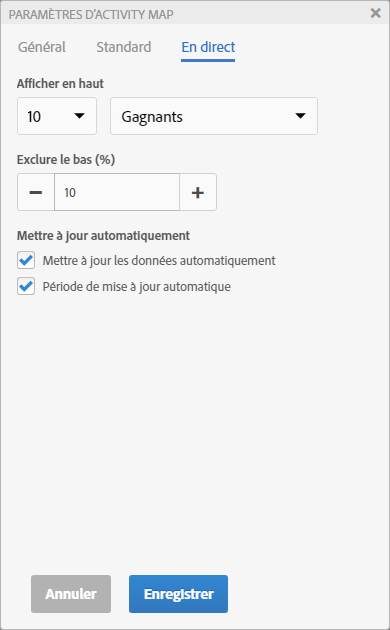 PARAMÈTRES D'ACTIVITY MAP
Général Standard En direct
Afficher en haut
10 Gagnants
Exclure le bas (%)
10
Mettre à jour automatiquement
Mettre à jour les données automatiquement
Période de mise à jour automatique
Annuler Enregistrer